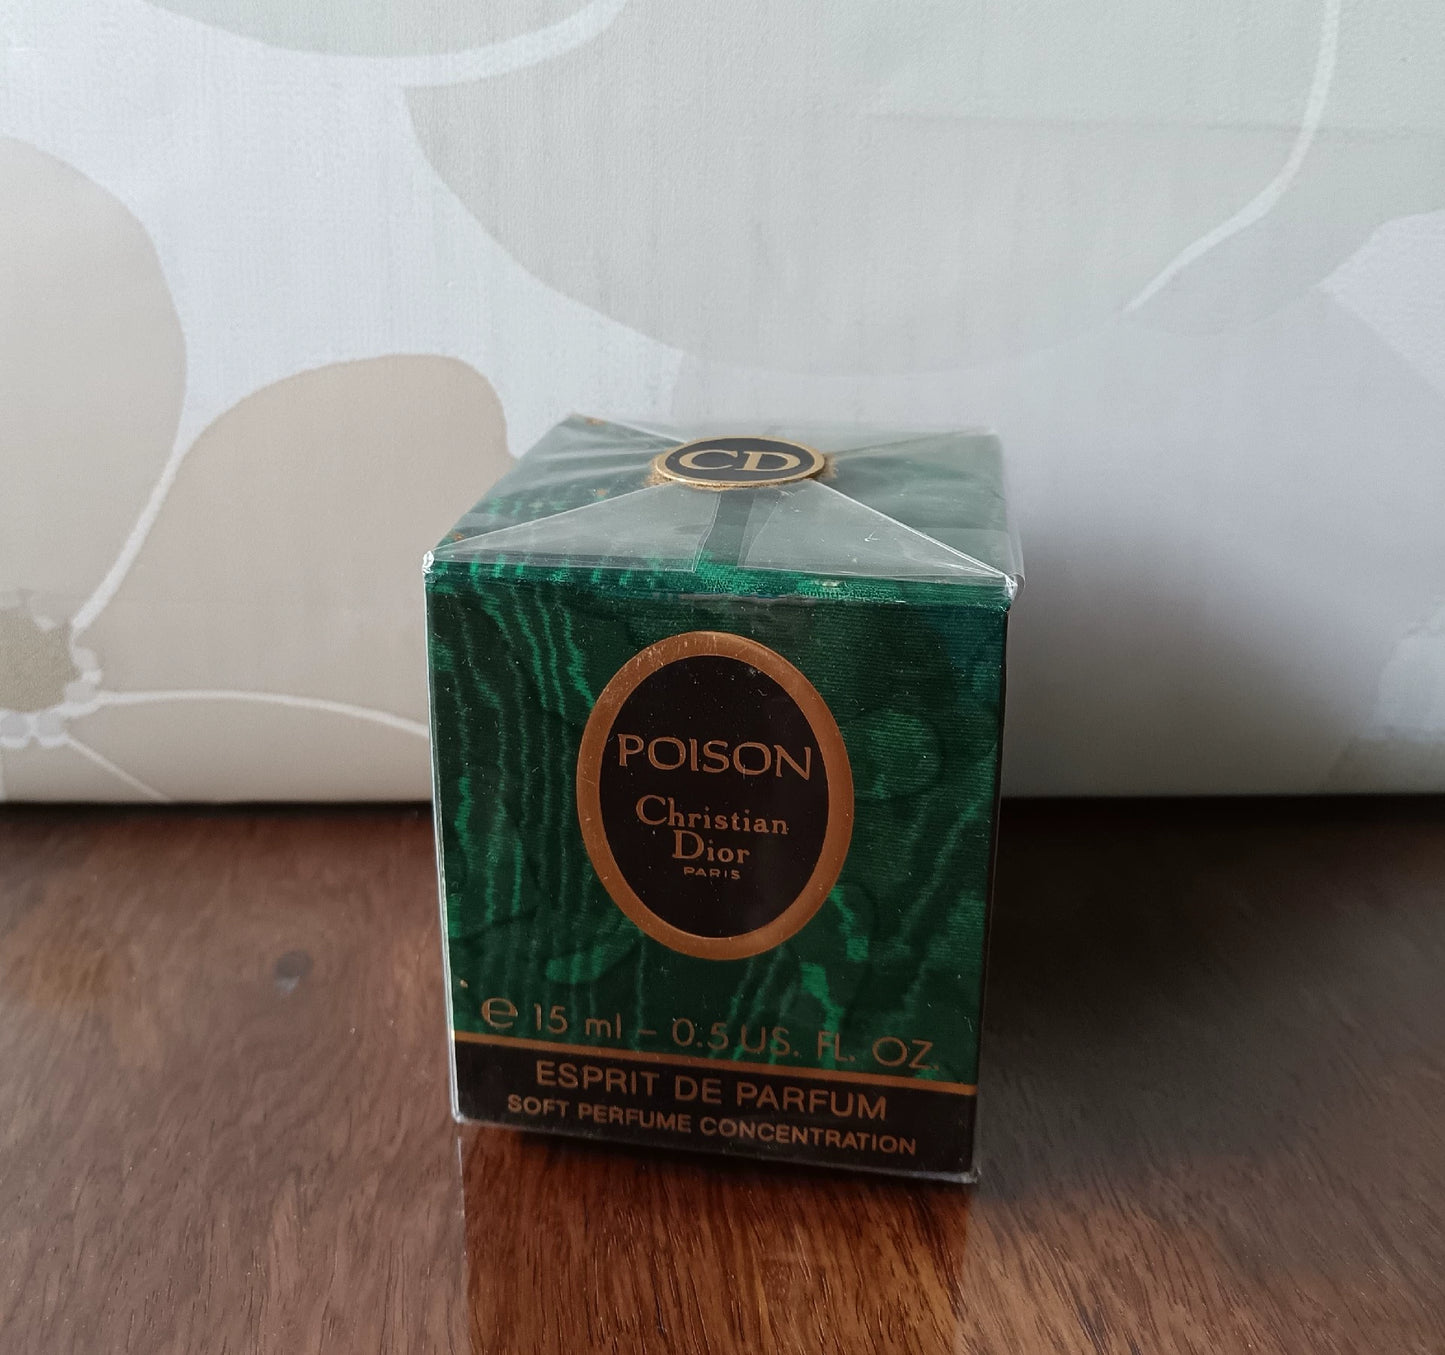 CD
POISON
Christian
Dior
PARIS
℮ 15 ml - 0.5 US. FL. OZ.
ESPRIT DE PARFUM
SOFT PERFUME CONCENTRATION